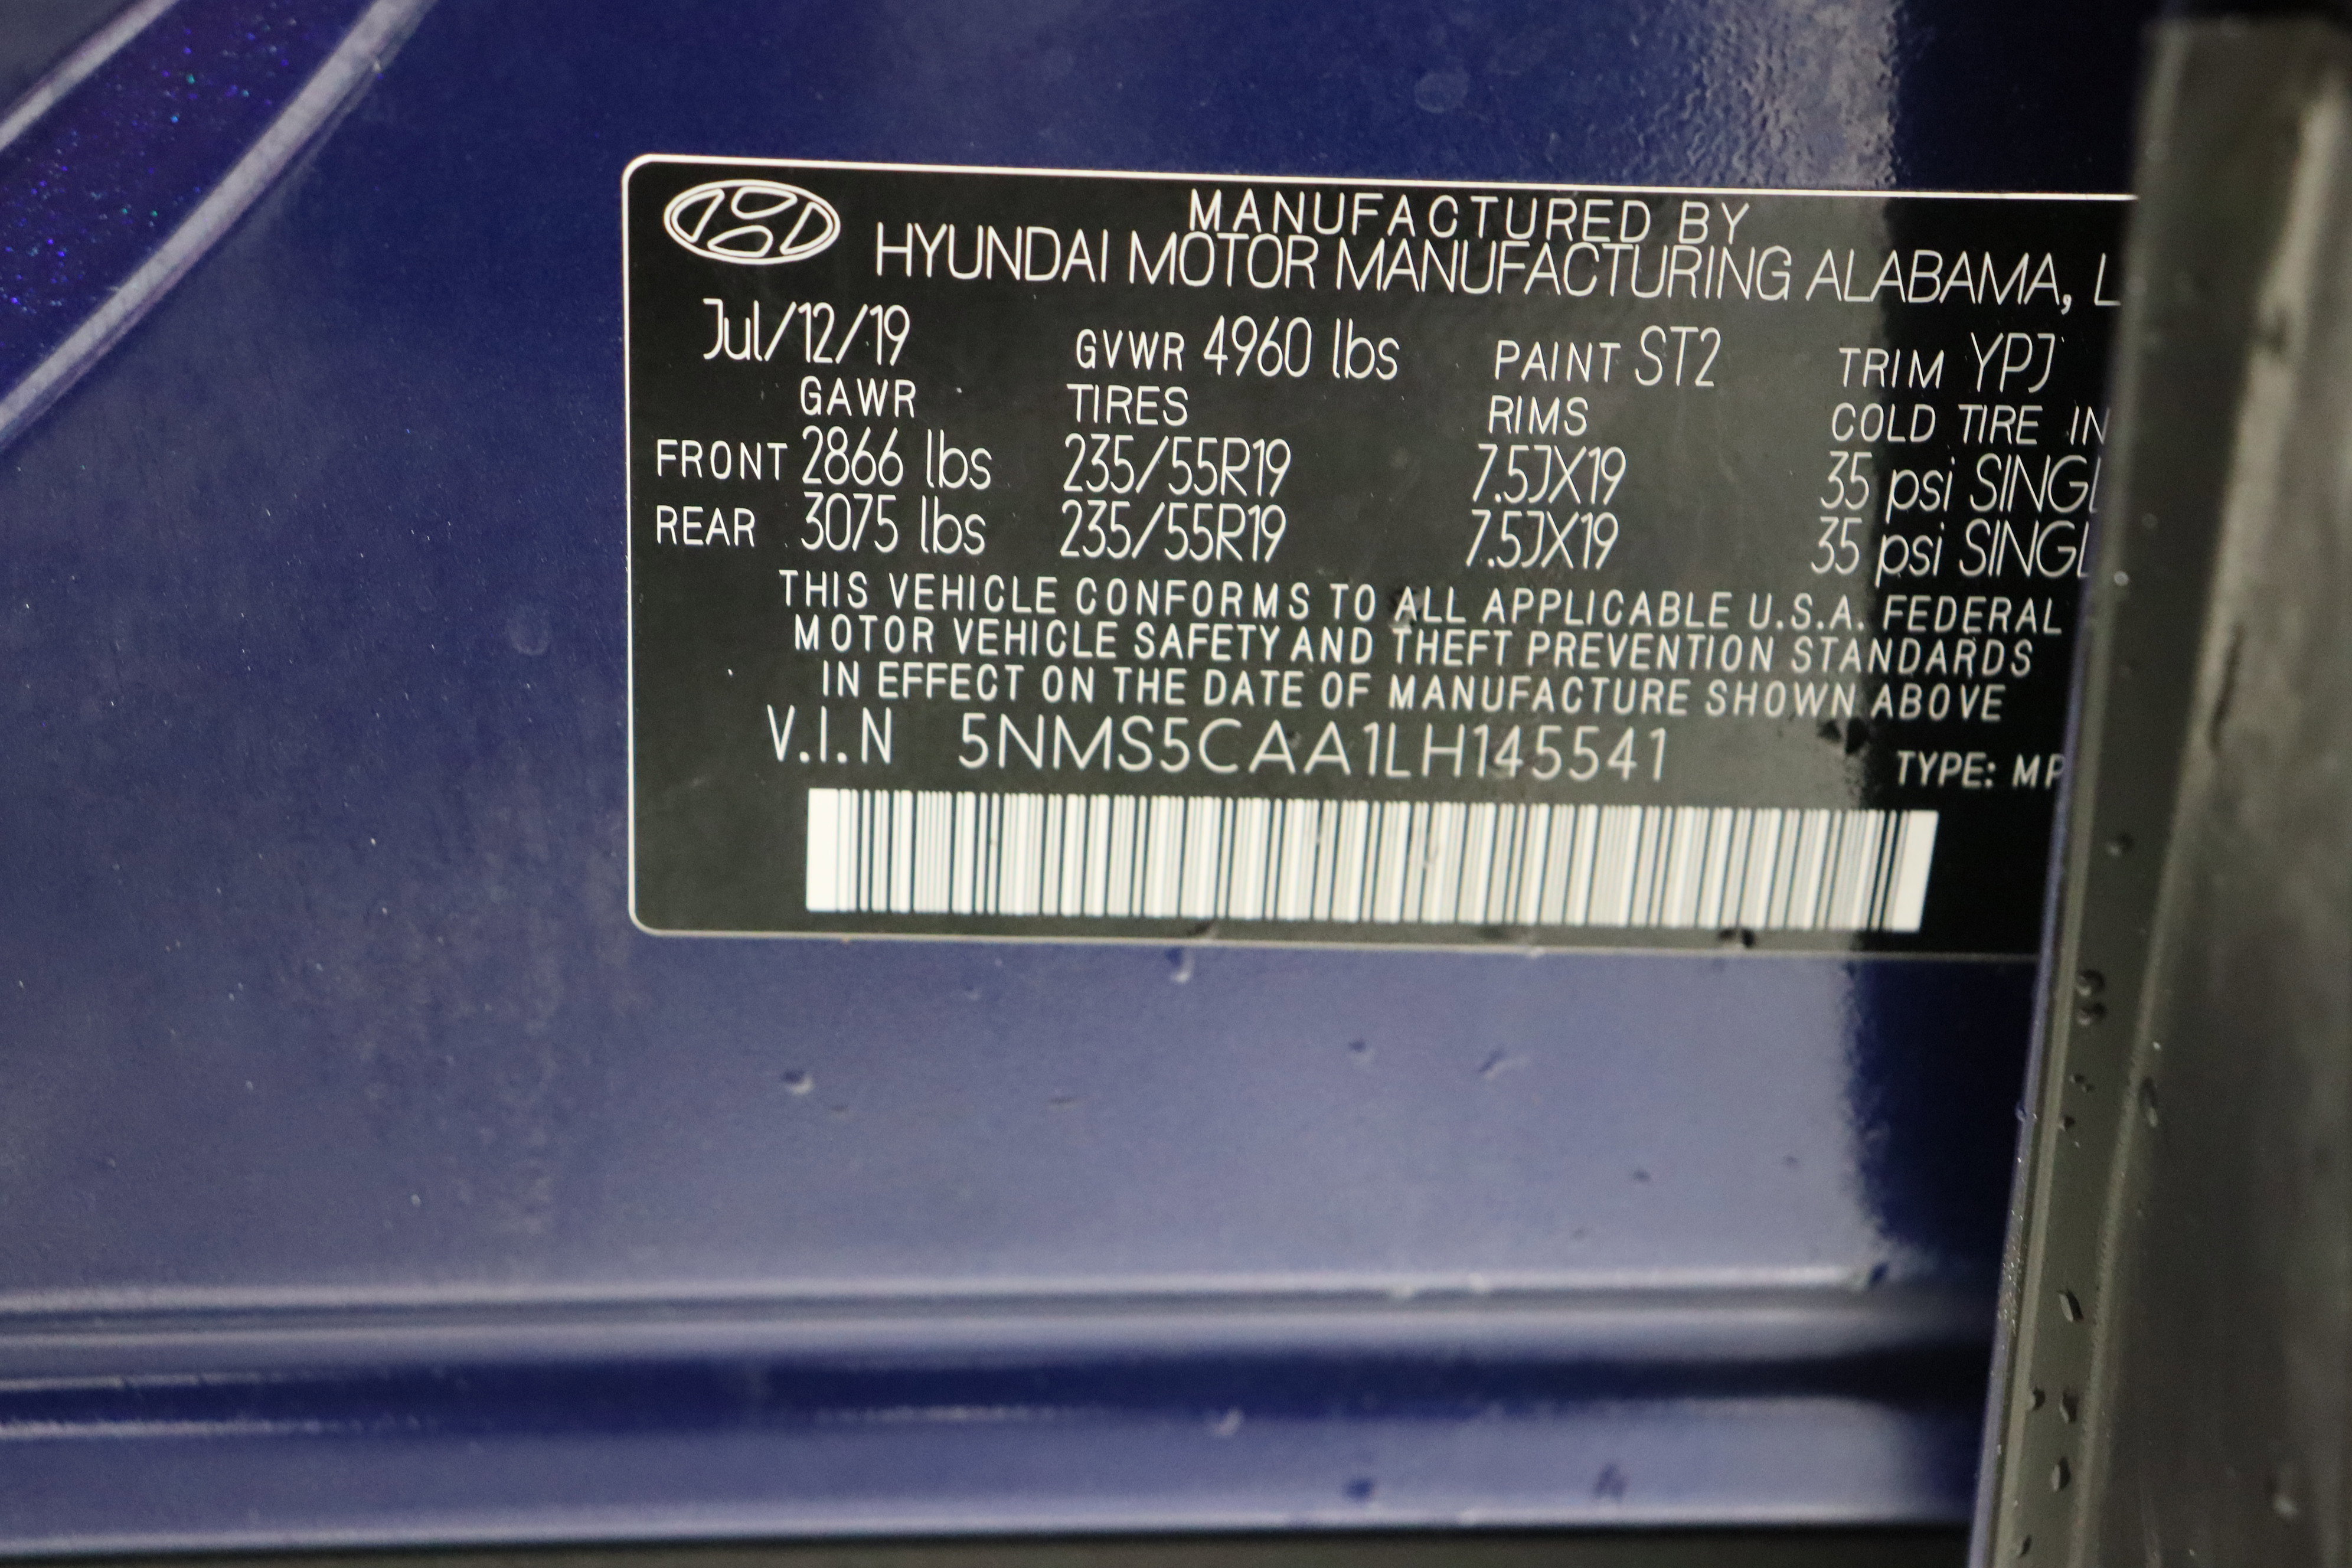 MANUFACTURED BY
HYUNDAI MOTOR MANUFACTURING ALABAMA, L
Jul/12/19 GVWR 4960 lbs PAINT ST2 TRIM YPJ
GAWR TIRES RIMS COLD TIRE IN
FRONT 2866 lbs 235/55R19 7.5JX19 35 psi SINGL
REAR 3075 lbs 235/55R19 7.5JX19 35 psi SINGL
THIS VEHICLE CONFORMS TO ALL APPLICABLE U.S.A. FEDERAL
MOTOR VEHICLE SAFETY AND THEFT PREVENTION STANDARDS
IN EFFECT ON THE DATE OF MANUFACTURE SHOWN ABOVE
V.I.N 5NMS5CAA1LH145541 TYPE: MP